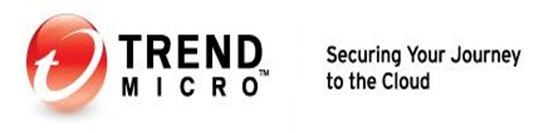 TREND
MICRO™
Securing Your Journey
to the Cloud